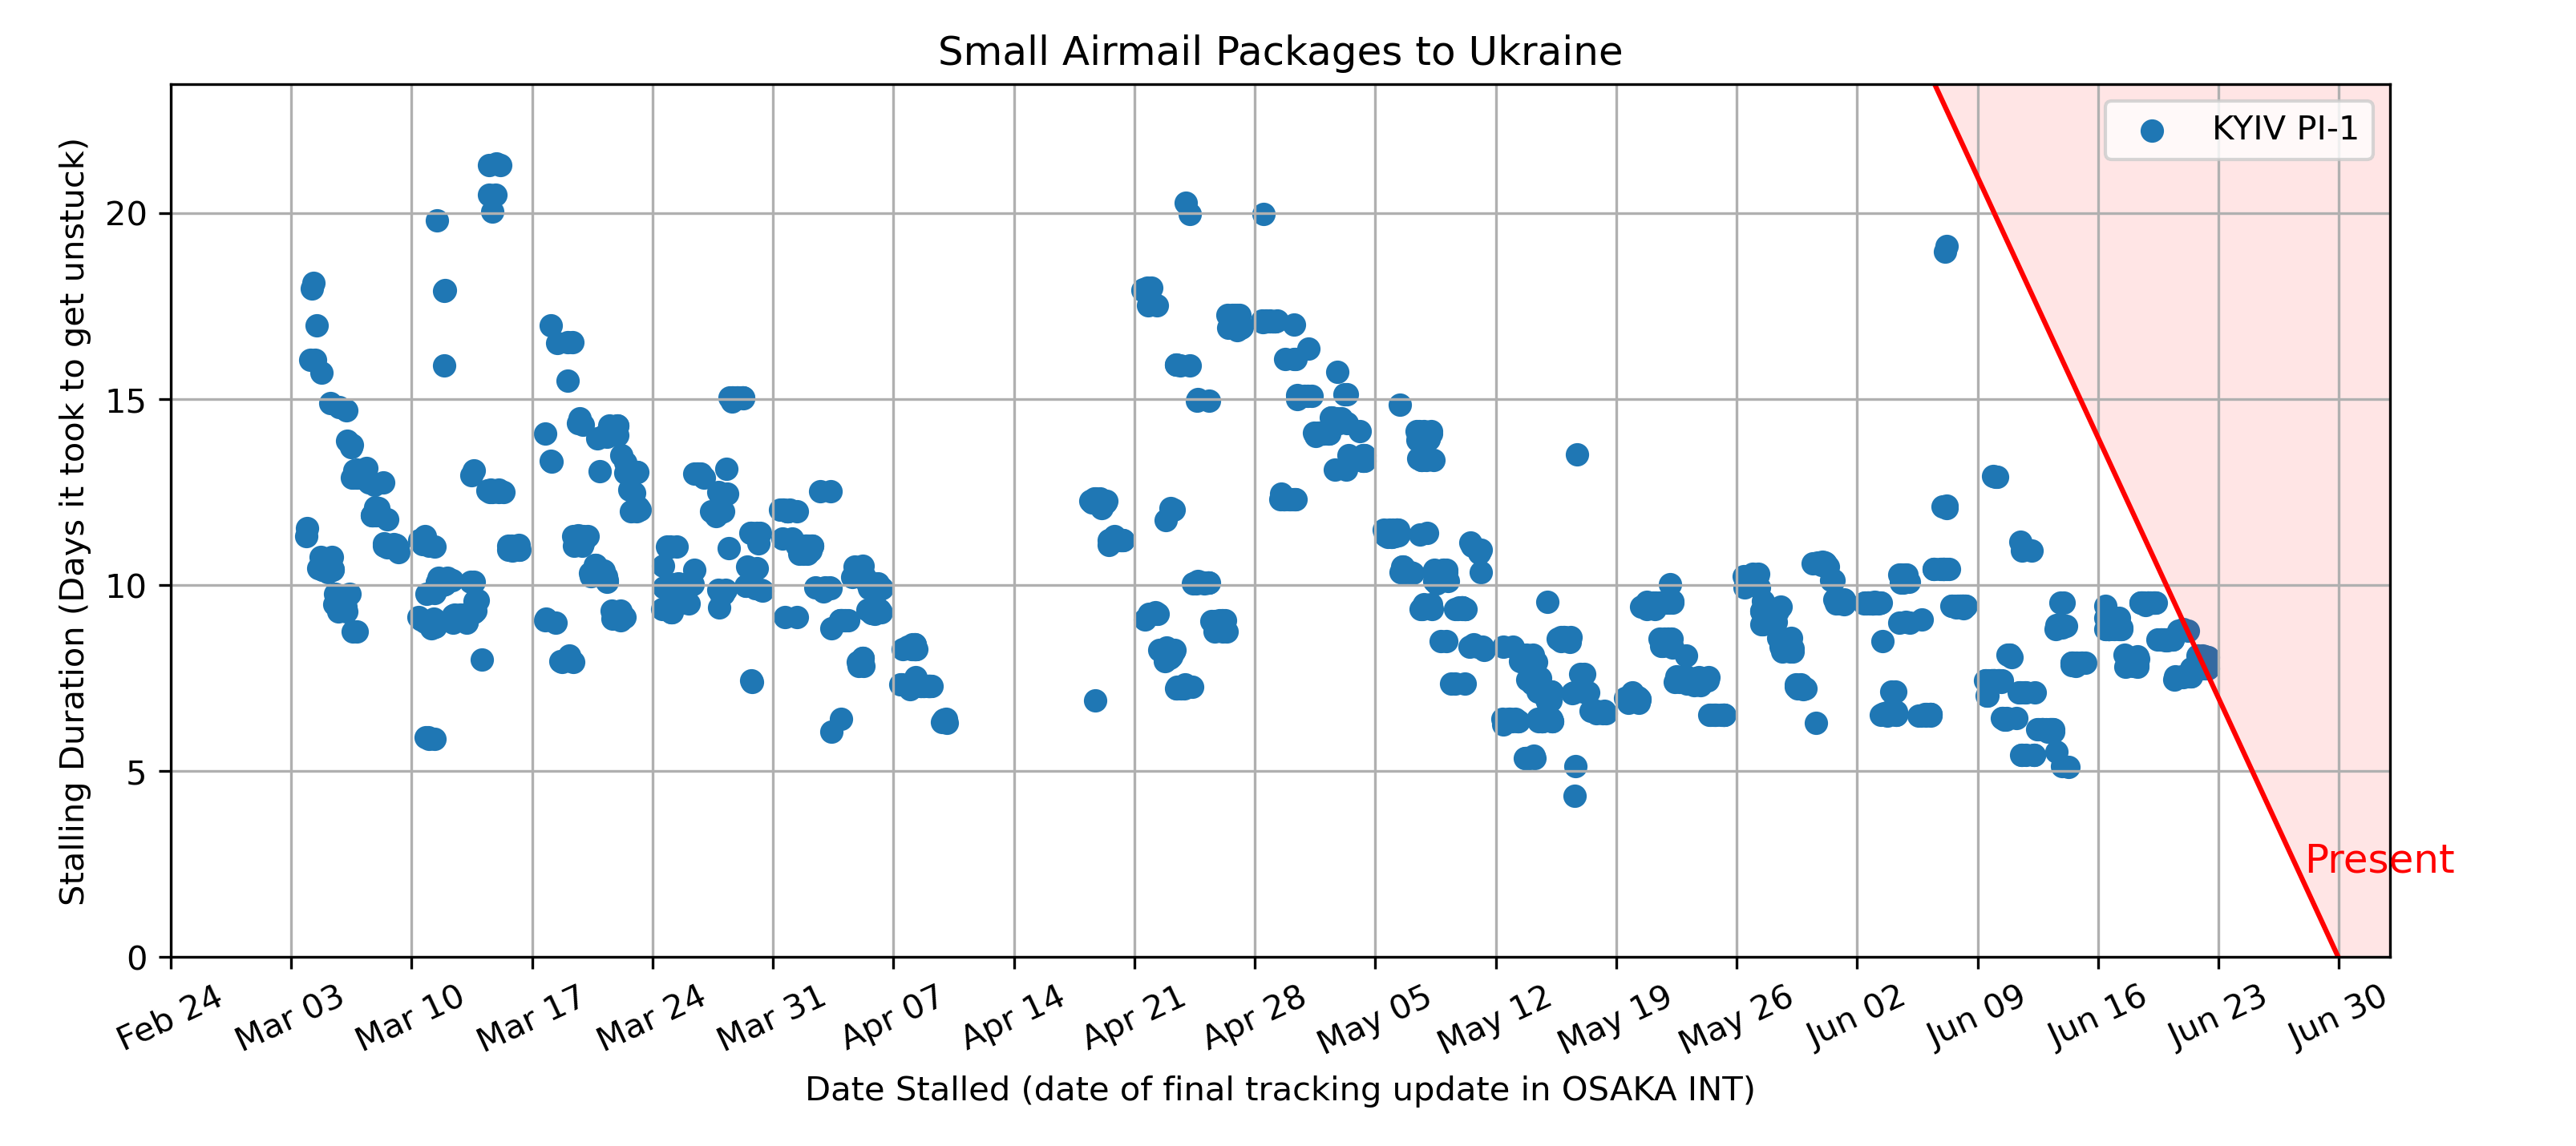 Small Airmail Packages to Ukraine
KYIV PI-1
Stalling Duration (Days it took to get unstuck)
20
15
10
5
0
Present
Feb 24
Mar 03
Mar 10
Mar 17
Mar 24
Mar 31
Apr 07
Apr 14
Apr 21
Apr 28
May 05
May 12
May 19
May 26
Jun 02
Jun 09
Jun 16
Jun 23
Jun 30
Date Stalled (date of final tracking update in OSAKA INT)